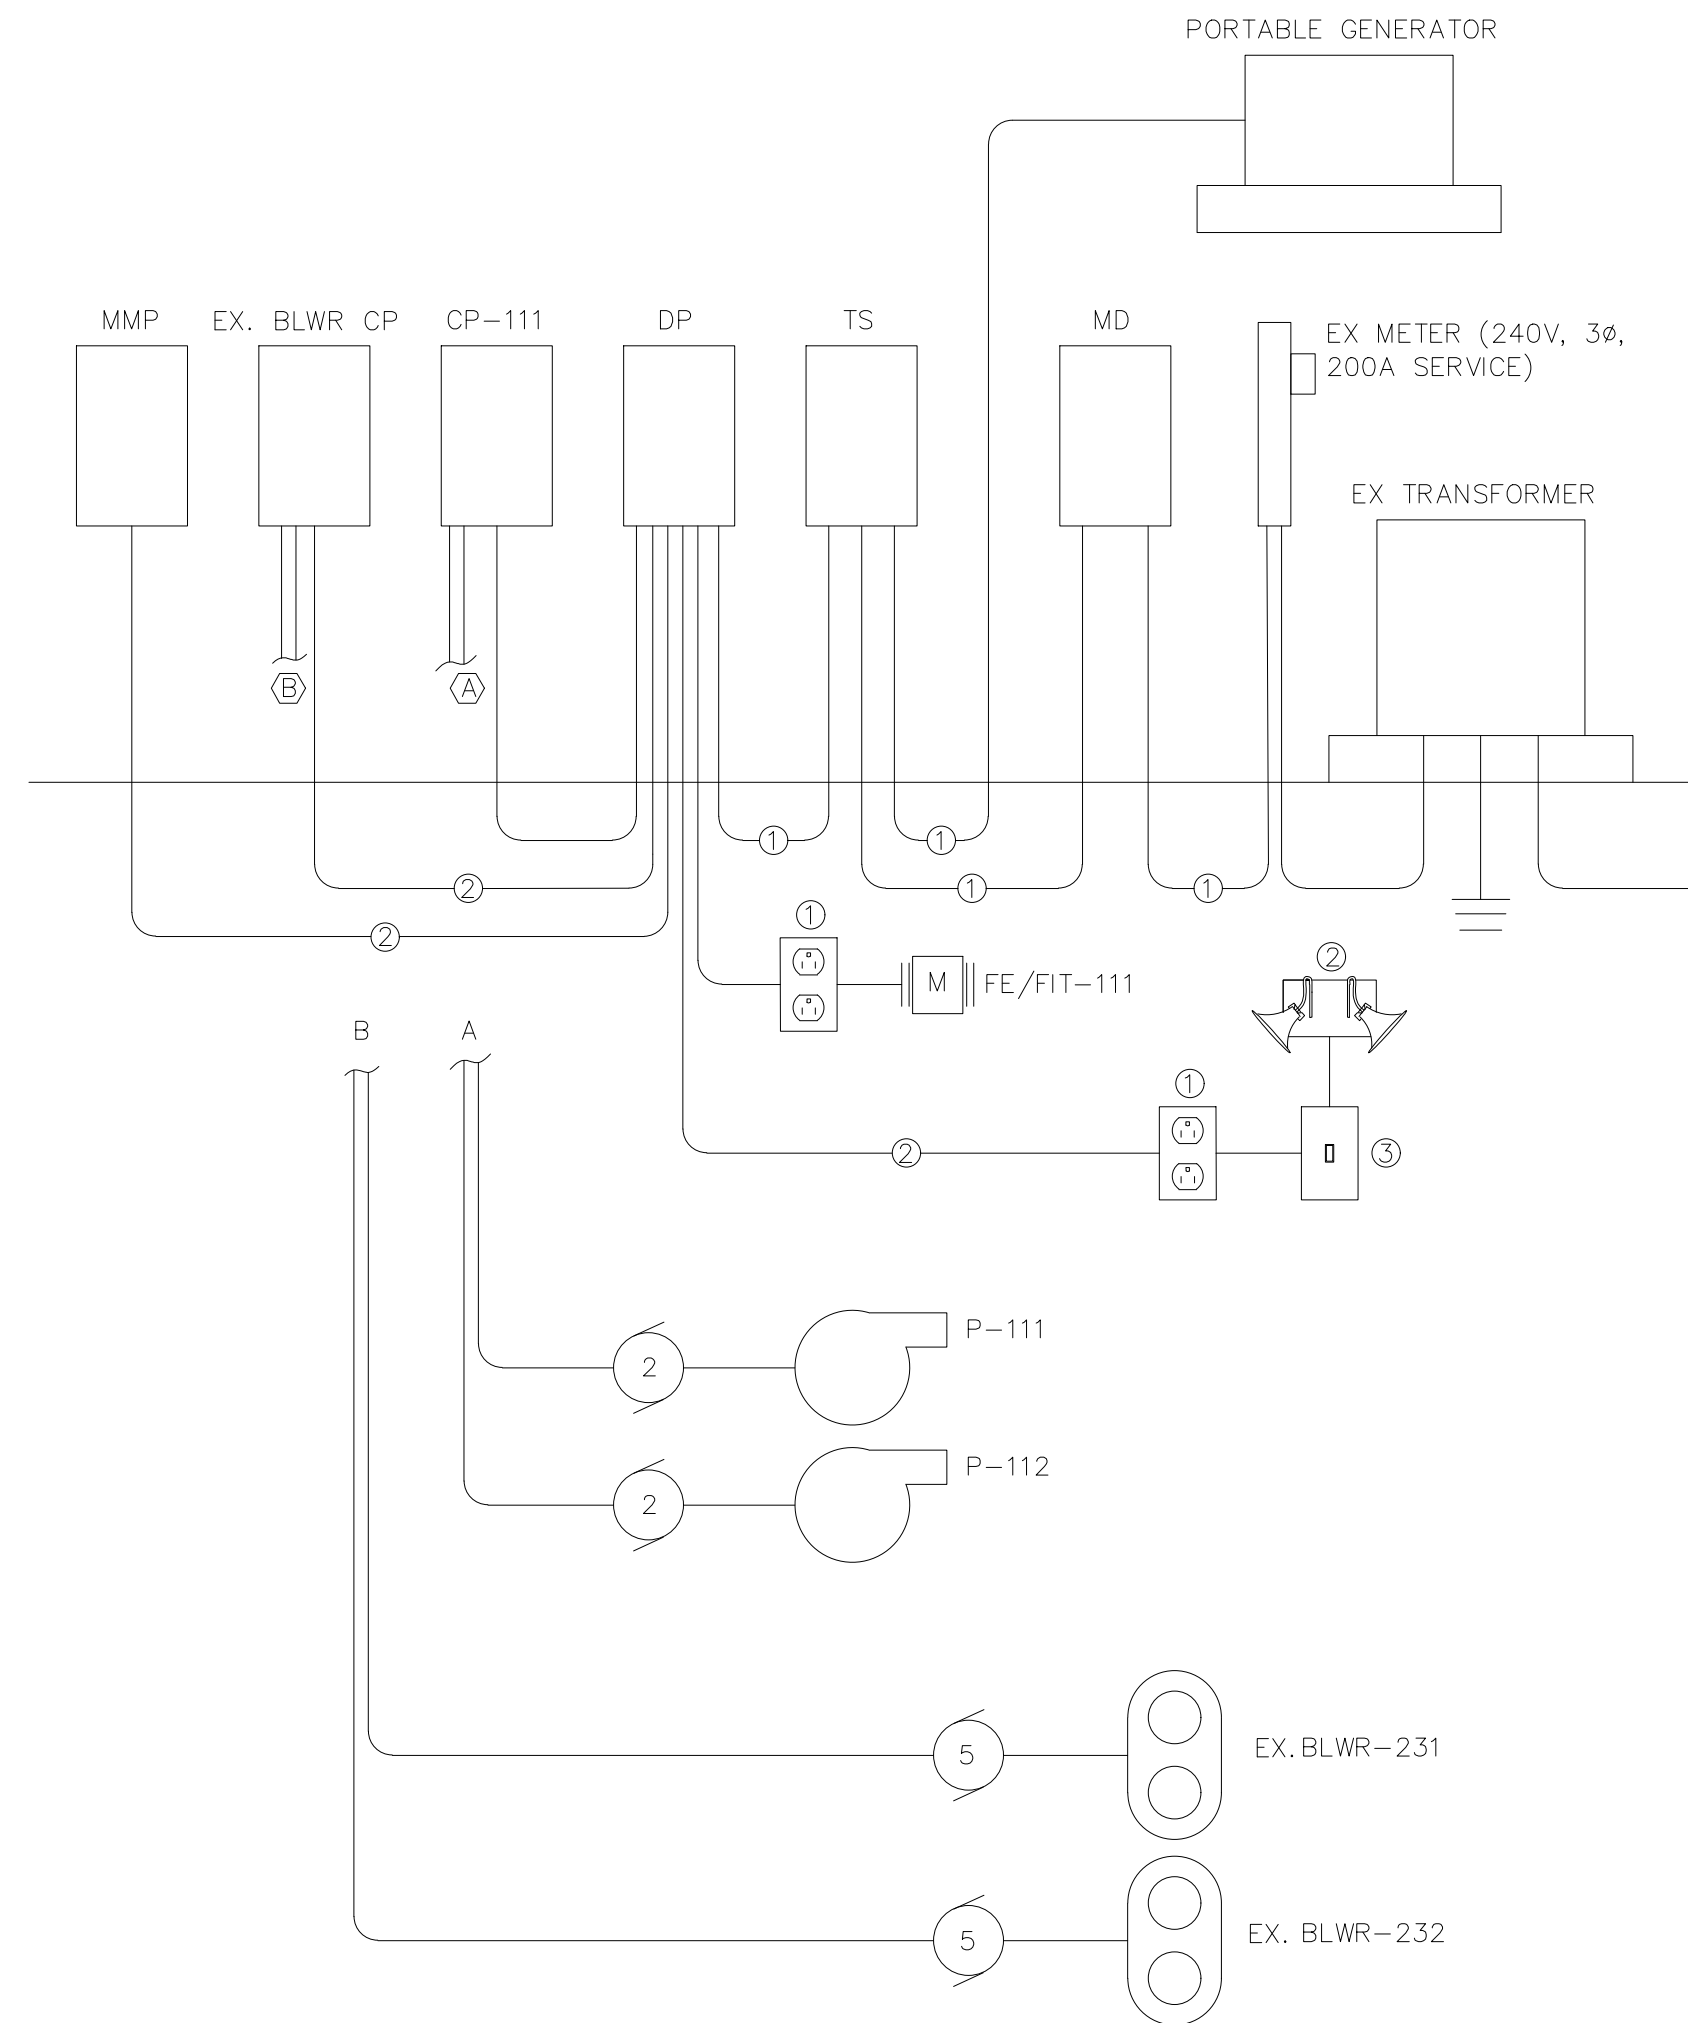 PORTABLE GENERATOR
MMP
EX. BLWR CP
CP-111
DP
TS
MD
EX METER (240V, 3ø,
200A SERVICE)
EX TRANSFORMER
B
A
1
1
2
1
1
1
2
2
M
FE/FIT-111
B
A
1
2
3
2
P-111
2
P-112
5
EX. BLWR-231
5
EX. BLWR-232